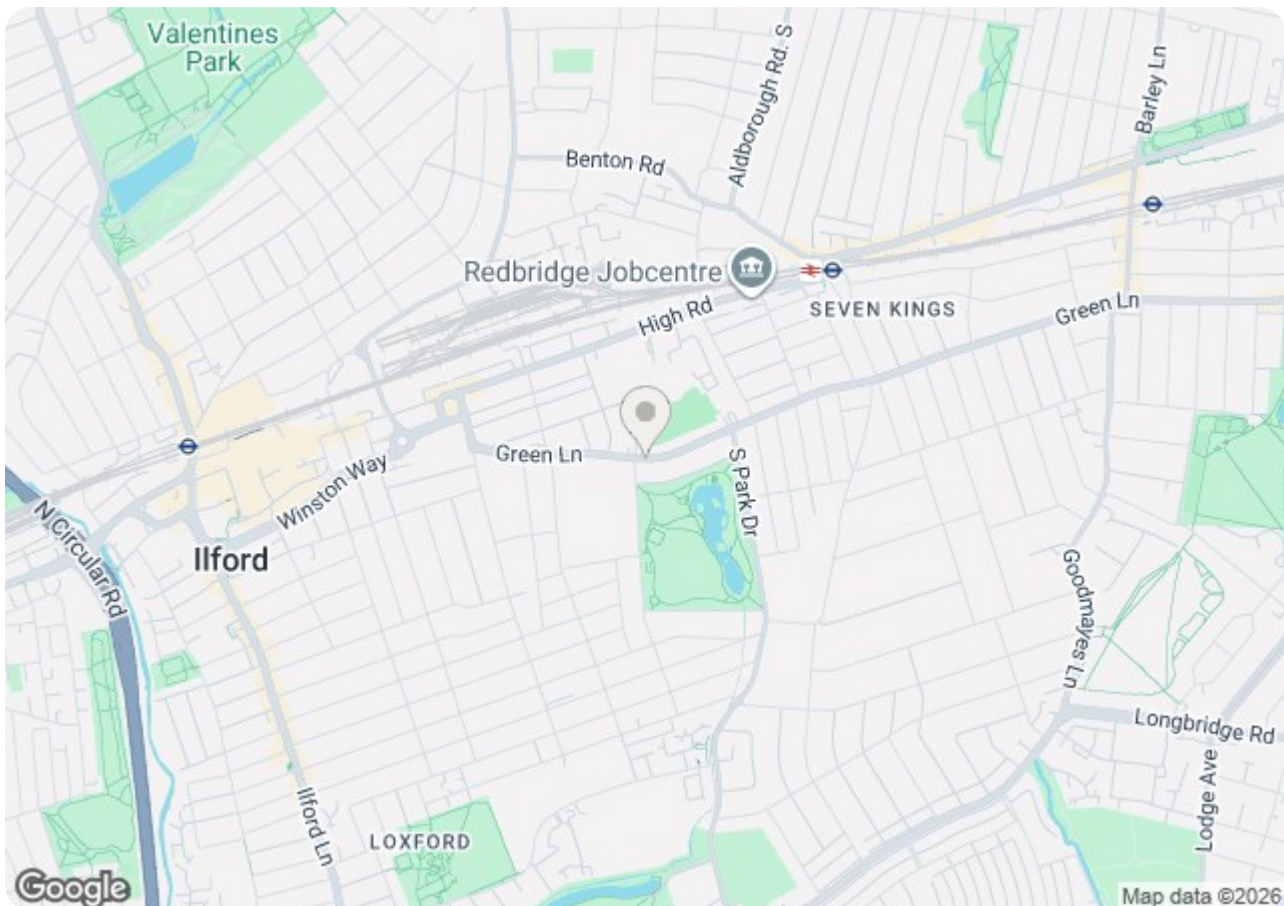 Valentines
Park
Barley Ln
Aldborough Rd. S
Benton Rd
Redbridge Jobcentre
SEVEN KINGS
High Rd
Green Ln
Green Ln
Winston Way
S Park Dr
N Circular Rd
Ilford
Goodmayes Ln
Longbridge Rd
Lodge Ave
Ilford Ln
LOXFORD
Google
Map data ©2026